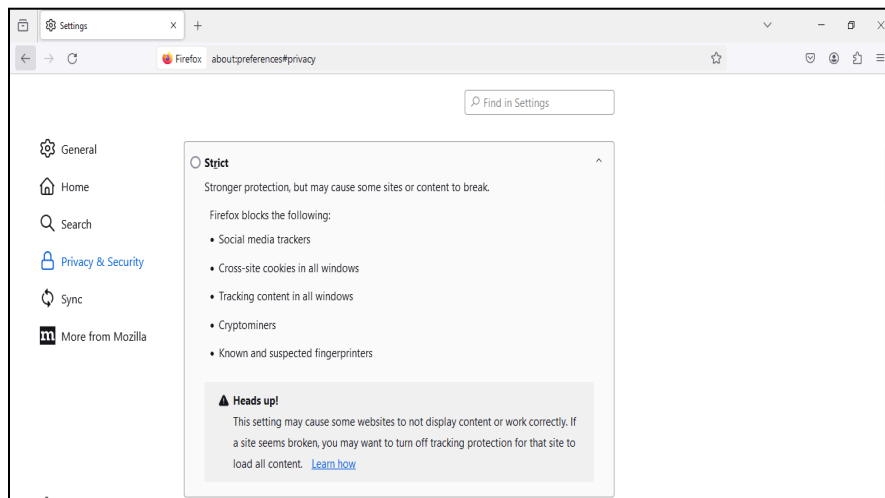 Settings
Firefox about:preferences#privacy
Find in Settings
General
Home
Search
Privacy & Security
Sync
m More from Mozilla
Strict
Stronger protection, but may cause some sites or content to break.
Firefox blocks the following:
• Social media trackers
• Cross-site cookies in all windows
• Tracking content in all windows
• Cryptominers
• Known and suspected fingerprinters
Heads up!
This setting may cause some websites to not display content or work correctly. If
a site seems broken, you may want to turn off tracking protection for that site to
load all content. Learn how